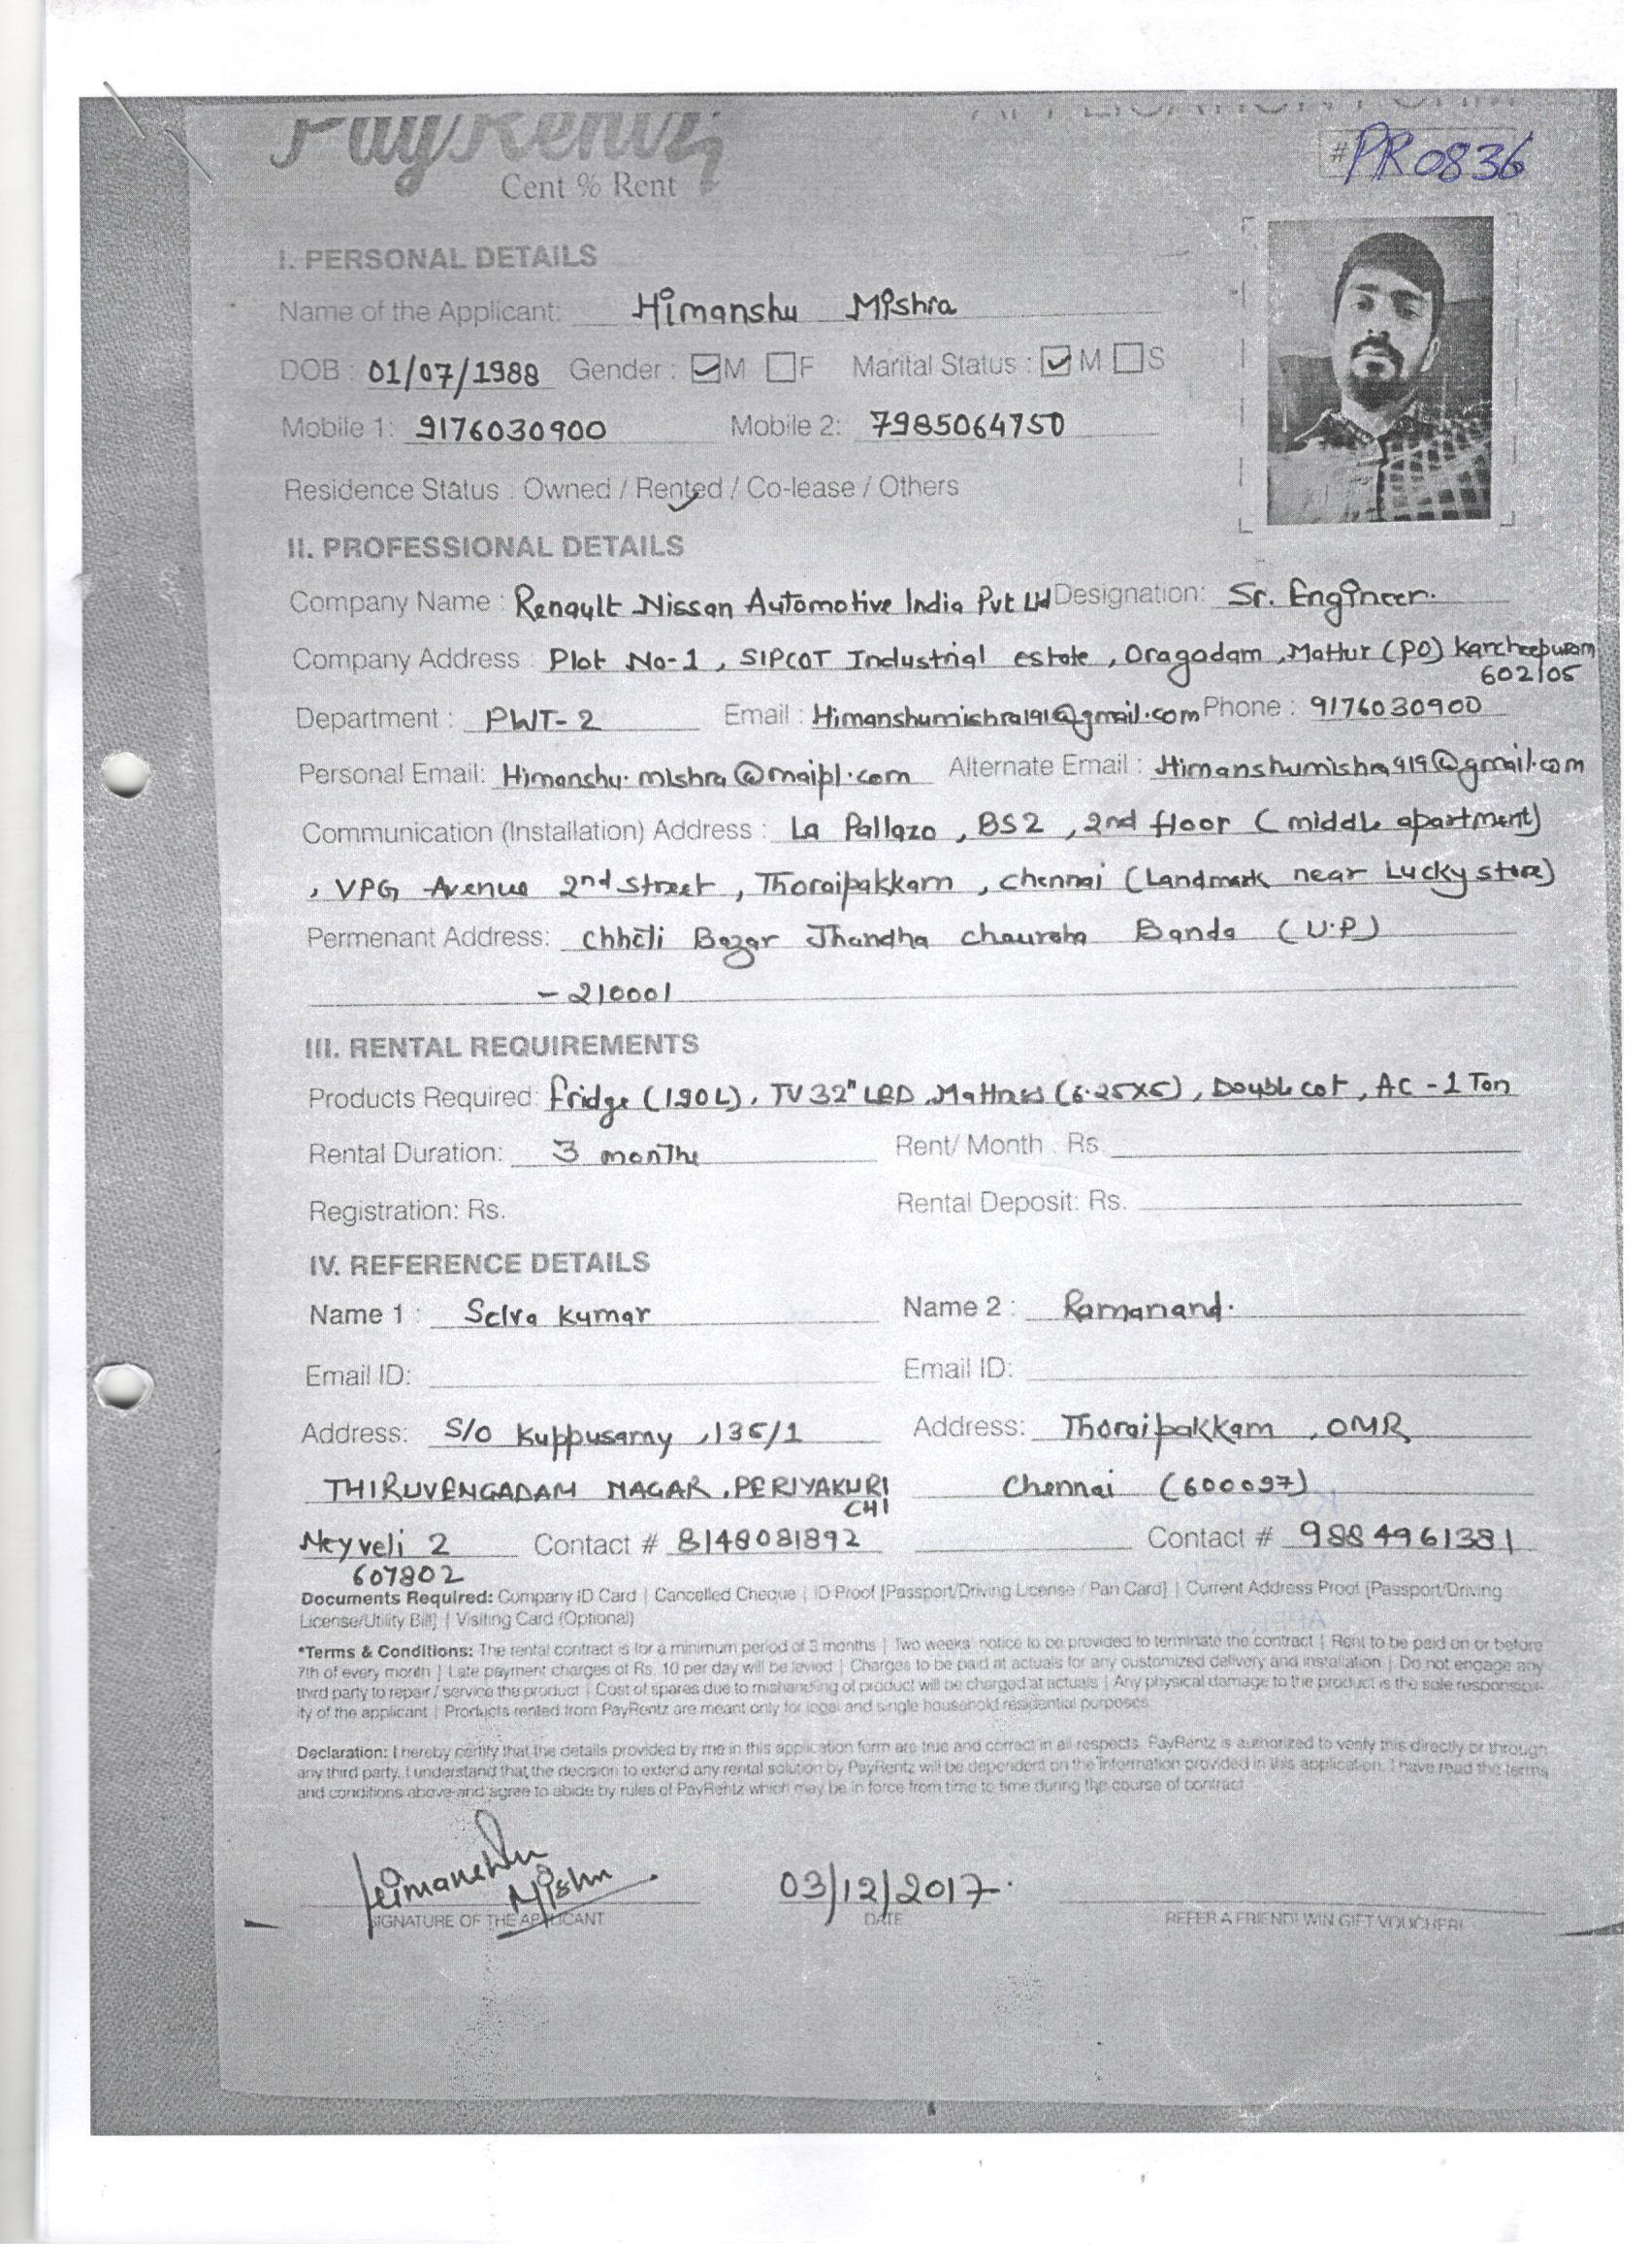 PayRentz
Cent % Rent
APPLICATION FORM
#PR0836
I. PERSONAL DETAILS
Name of the Applicant: Himanshu Mishra
DOB : 01/07/1988 Gender : ☑M ☐F Marital Status : ☑M ☐S
Mobile 1: 9176030900 Mobile 2: 7985064750
Residence Status : Owned / Rented / Co-lease / Others
II. PROFESSIONAL DETAILS
Company Name : Renault Nissan Automotive India Pvt Ltd Designation: Sr. Engineer.
Company Address : Plot No-1 , SIPCOT Industrial estate , Oragadam , Mattur (PO) Kancheepuram
602105
Department : PWT-2 Email : Himanshumishra191@gmail.com Phone : 9176030900
Personal Email: Himanshu.mishra@rnaipl.com Alternate Email : Himanshumishra919@gmail.com
Communication (Installation) Address : La Pallazo , BS2 , 2nd floor ( middle apartment)
, VPG Avenue 2nd street , Thoraipakkam , chennai (Landmark near Lucky store)
Permenant Address: Chhoti Bazar Jhandha chauraha Banda (U.P)
- 210001
III. RENTAL REQUIREMENTS
Products Required: fridge (190L), TV 32" LED, Mattress (6.25X5), Double cot, AC - 1 Ton
Rental Duration: 3 months Rent/ Month : Rs.
Registration: Rs. Rental Deposit: Rs.
IV. REFERENCE DETAILS
Name 1 : Selva Kumar Name 2 : Ramanand.
Email ID: Email ID:
Address: S/o Kuppusamy , 135/1 Address: Thoraipakkam , OMR
THIRUVENGADAM NAGAR, PERIYAKURI Chennai (600097)
CHI
Neyveli 2 Contact # 8148081892 Contact # 9884961381
607802
Documents Required: Company ID Card | Cancelled Cheque | ID Proof [Passport/Driving License / Pan Card] | Current Address Proof [Passport/Driving
License/Utility Bill] | Visiting Card (Optional)
*Terms & Conditions: The rental contract is for a minimum period of 3 months | Two weeks' notice to be provided to terminate the contract | Rent to be paid on or before
7th of every month | Late payment charges of Rs. 10 per day will be levied | Charges to be paid at actuals for any customized delivery and installation | Do not engage any
third party to repair / service the product | Cost of spares due to mishandling of product will be charged at actuals | Any physical damage to the product is the sole responsibil-
ity of the applicant | Products rented from PayRentz are meant only for legal and single household residential purposes
Declaration: I hereby certify that the details provided by me in this application form are true and correct in all respects. PayRentz is authorized to verify this directly or through
any third party. I understand that the decision to extend any rental solution by PayRentz will be dependent on the information provided in this application. I have read the terms
and conditions above and agree to abide by rules of PayRentz which may be in force from time to time during the course of contract
Himanshu
Mishra
03/12/2017.
SIGNATURE OF THE APPLICANT DATE REFER A FRIEND! WIN GIFT VOUCHER!